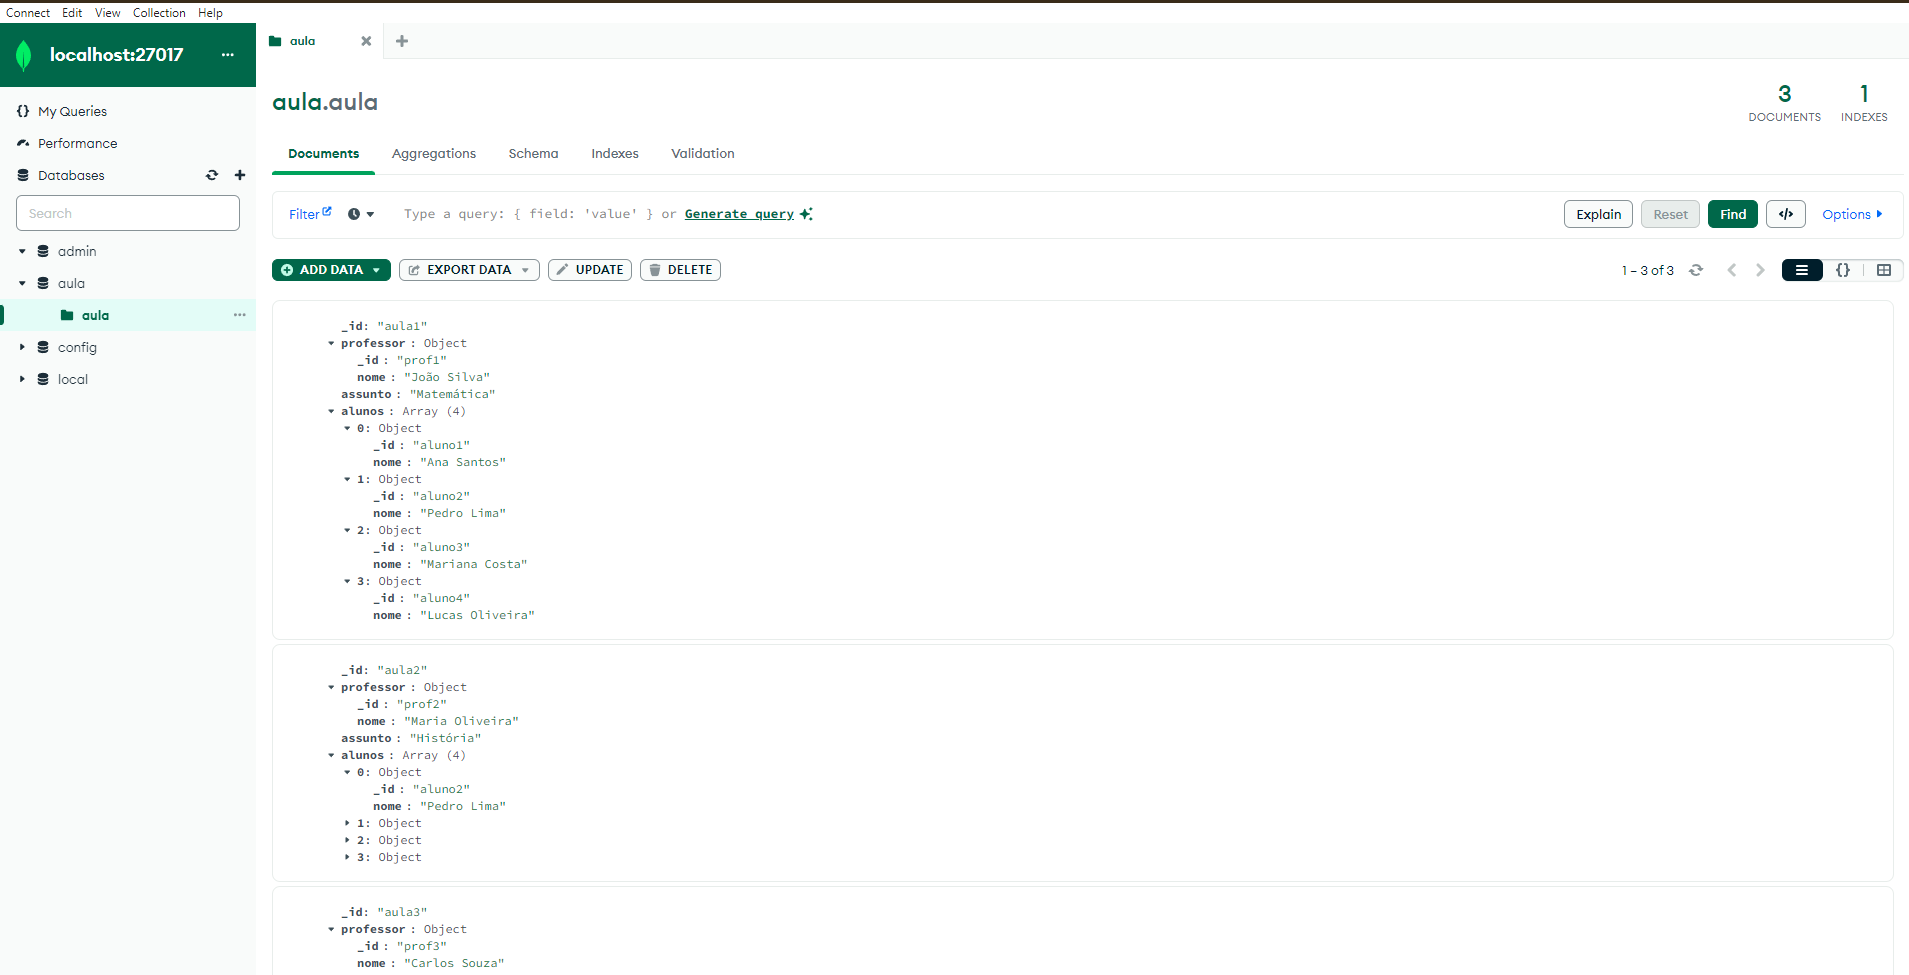 Connect Edit View Collection Help
localhost:27017 ...
aula
My Queries
Performance
Databases
Search
admin
aula
aula ...
config
local
aula.aula
3
DOCUMENTS
1
INDEXES
Documents Aggregations Schema Indexes Validation
Filter Type a query: { field: 'value' } or Generate query Explain Reset Find </> Options
ADD DATA EXPORT DATA UPDATE DELETE 1 – 3 of 3 {}
_id: "aula1"
professor : Object
_id : "prof1"
nome : "João Silva"
assunto : "Matemática"
alunos : Array (4)
0: Object
_id : "aluno1"
nome : "Ana Santos"
1: Object
_id : "aluno2"
nome : "Pedro Lima"
2: Object
_id : "aluno3"
nome : "Mariana Costa"
3: Object
_id : "aluno4"
nome : "Lucas Oliveira"
_id: "aula2"
professor : Object
_id : "prof2"
nome : "Maria Oliveira"
assunto : "História"
alunos : Array (4)
0: Object
_id : "aluno2"
nome : "Pedro Lima"
1: Object
2: Object
3: Object
_id: "aula3"
professor : Object
_id : "prof3"
nome : "Carlos Souza"